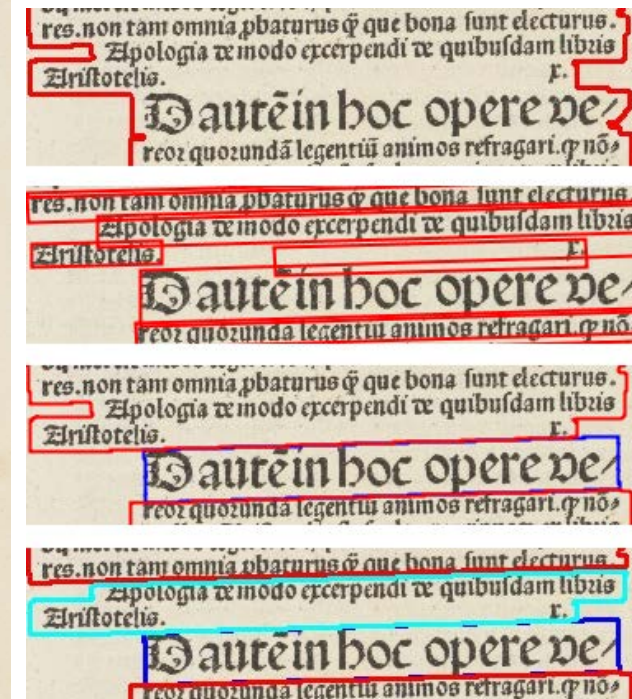 res.non tam omnia ꝓbaturus ꝙ̄ que bona ſunt electurus.
Apologia de modo excerpendi de quibuſdam libris
Ariſtotelis. x.
D autē in hoc opere ve⸗
reor quorundā legentiū animos refragari.ꝙ nō⸗
res.non tam omnia ꝓbaturus ꝙ̄ que bona ſunt electurus
Apologia de modo excerpendi de quibuſdam libris
Ariſtotelis. x.
D autē in hoc opere ve⸗
reor quorundā legentiū animos refragari.ꝙ nō
res.non tam omnia ꝓbaturus ꝙ̄ que bona ſunt electurus.
Apologia de modo excerpendi de quibuſdam libris
Ariſtotelis. x.
D autē in hoc opere ve⸗
reor quorundā legentiū animos refragari.ꝙ nō⸗
res.non tam omnia ꝓbaturus ꝙ̄ que bona ſunt electurus.
Apologia de modo excerpendi de quibuſdam libris
Ariſtotelis. x.
D autē in hoc opere ve⸗
reor quorundā legentiū animos refragari.ꝙ nō⸗